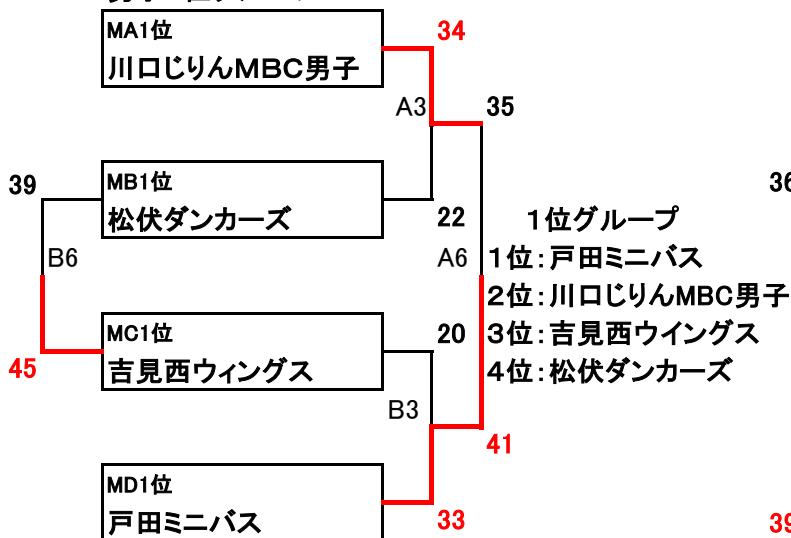 MA1位
34
川口じりんMBC男子
A3
35
MB1位
39
36
松伏ダンカーズ
22
1位グループ
B6
A6
1位:戸田ミニバス
2位:川口じりんMBC男子
MC1位
20
3位:吉見西ウイングス
45
吉見西ウィングス
4位:松伏ダンカーズ
B3
41
MD1位
戸田ミニバス
33
39